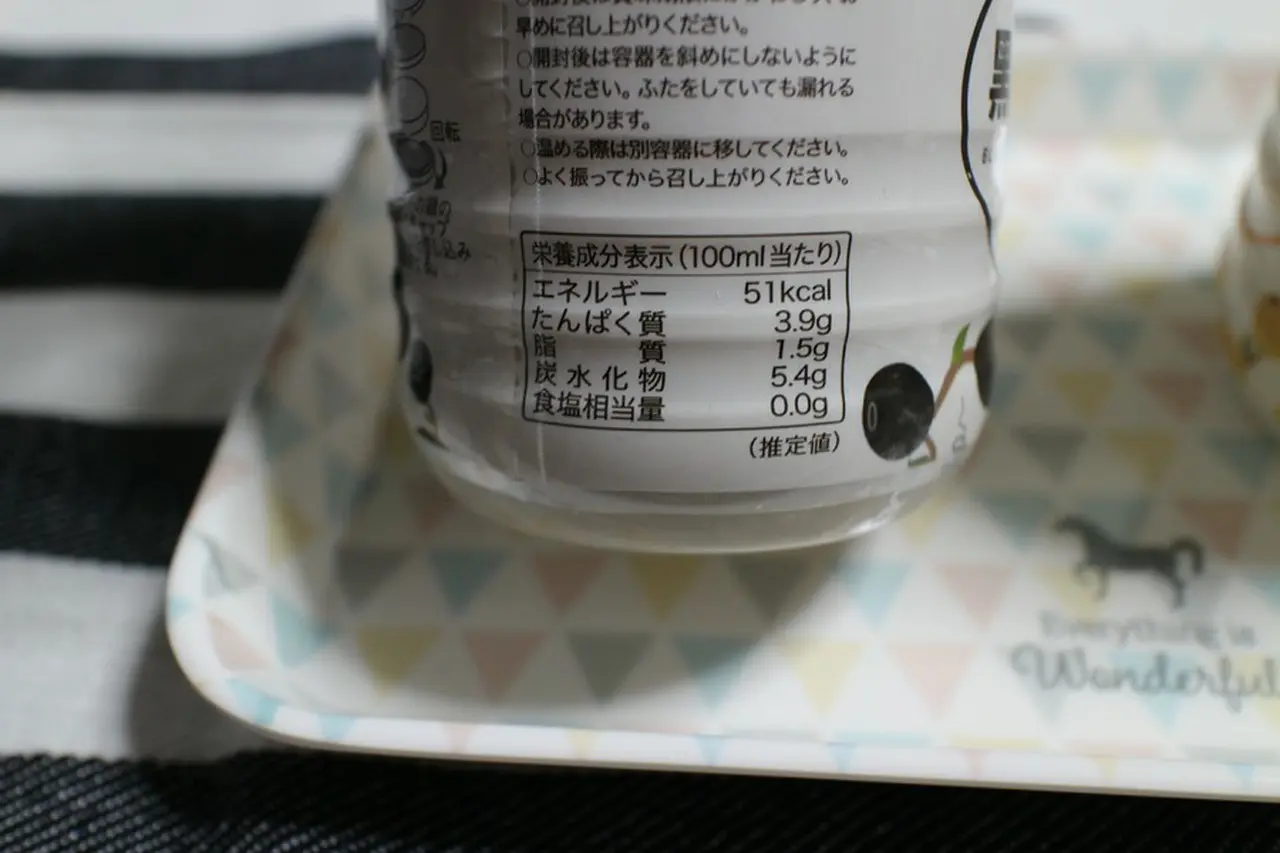 早めに召し上がりください。
○開封後は容器を斜めにしないように
してください。ふたをしていても漏れる
場合があります。
○温める際は別容器に移してください。
○よく振ってから召し上がりください。
回転
栄養成分表示(100ml当たり)
エネルギー 51kcal
たんぱく質 3.9g
脂質 1.5g
炭水化物 5.4g
食塩相当量 0.0g
(推定値)
Everything is
Wonderful